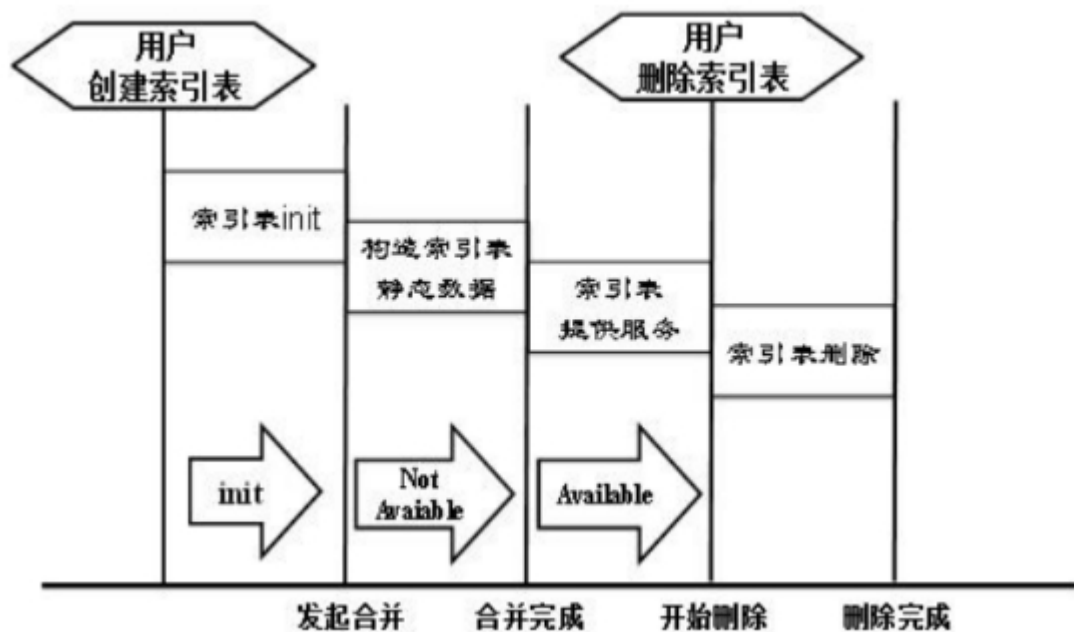 用户
创建索引表
用户
删除索引表
索引表init
构造索引表
静态数据
索引表
提供服务
索引表删除
init
Not
Avaiable
Available
发起合并
合并完成
开始删除
删除完成